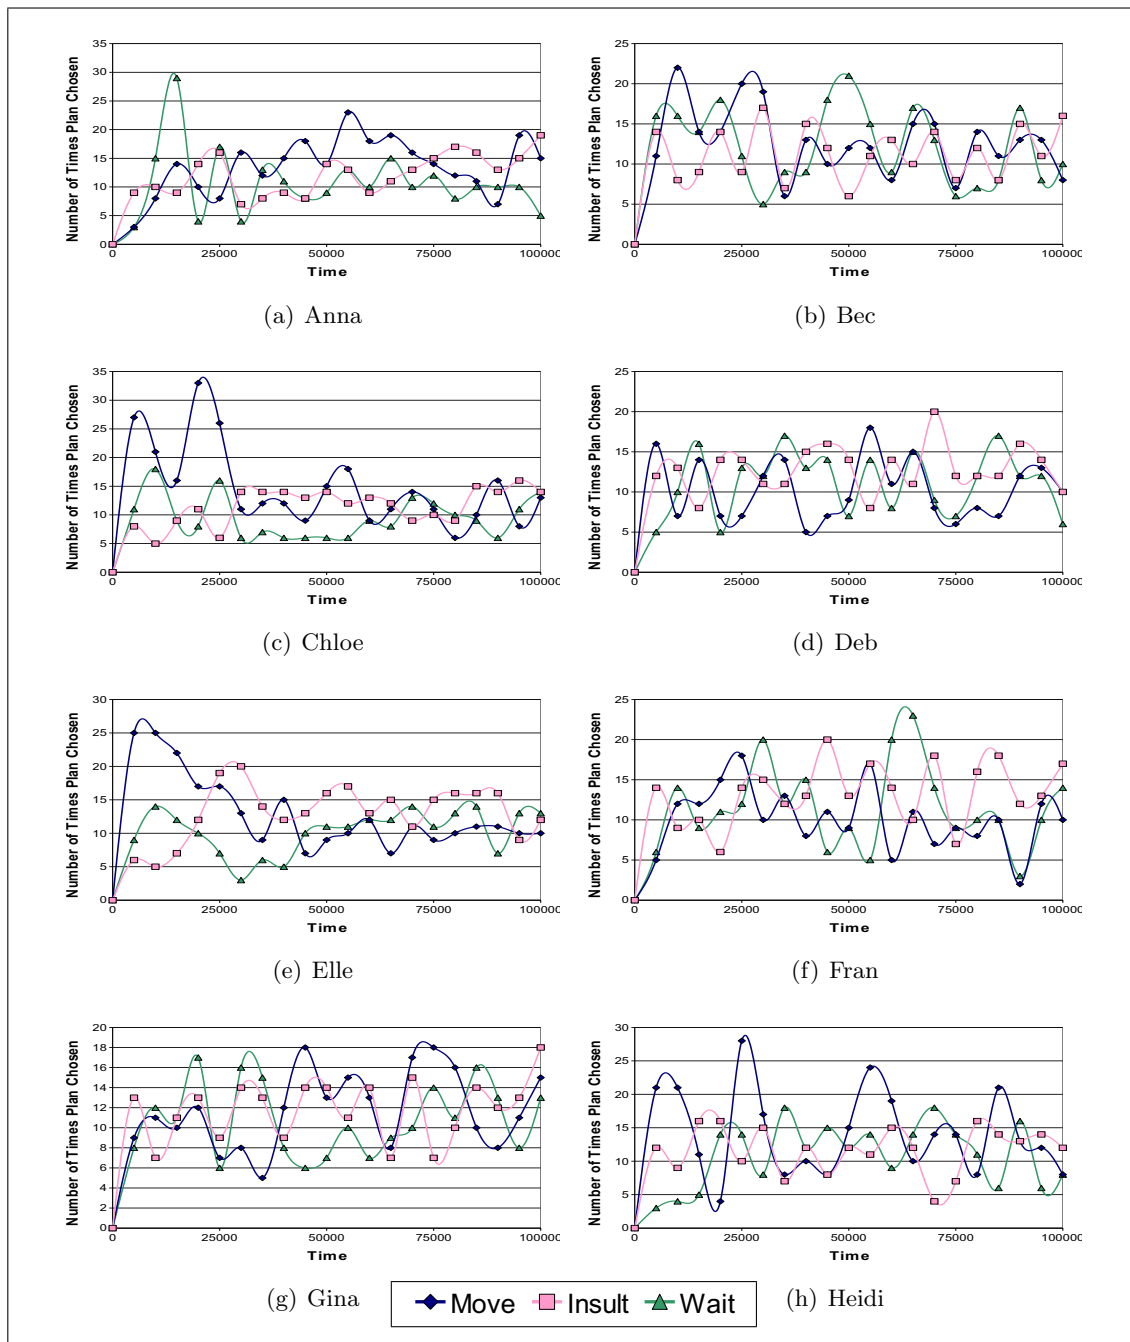 35
30
25
20
15
10
5
0
Number of Times Plan Chosen
0 25000 50000 75000 100000
Time
(a) Anna
25
20
15
10
5
0
Number of Times Plan Chosen
0 25000 50000 75000 100000
Time
(b) Bec
35
30
25
20
15
10
5
0
Number of Times Plan Chosen
0 25000 50000 75000 100000
Time
(c) Chloe
25
20
15
10
5
0
Number of Times Plan Chosen
0 25000 50000 75000 100000
Time
(d) Deb
30
25
20
15
10
5
0
Number of Times Plan Chosen
0 25000 50000 75000 100000
Time
(e) Elle
25
20
15
10
5
0
Number of Times Plan Chosen
0 25000 50000 75000 100000
Time
(f) Fran
20
18
16
14
12
10
8
6
4
2
0
Number of Times Plan Chosen
0 25000 50000 75000 100000
Time
(g) Gina
30
25
20
15
10
5
0
Number of Times Plan Chosen
0 25000 50000 75000 100000
Time
(h) Heidi
Move Insult Wait